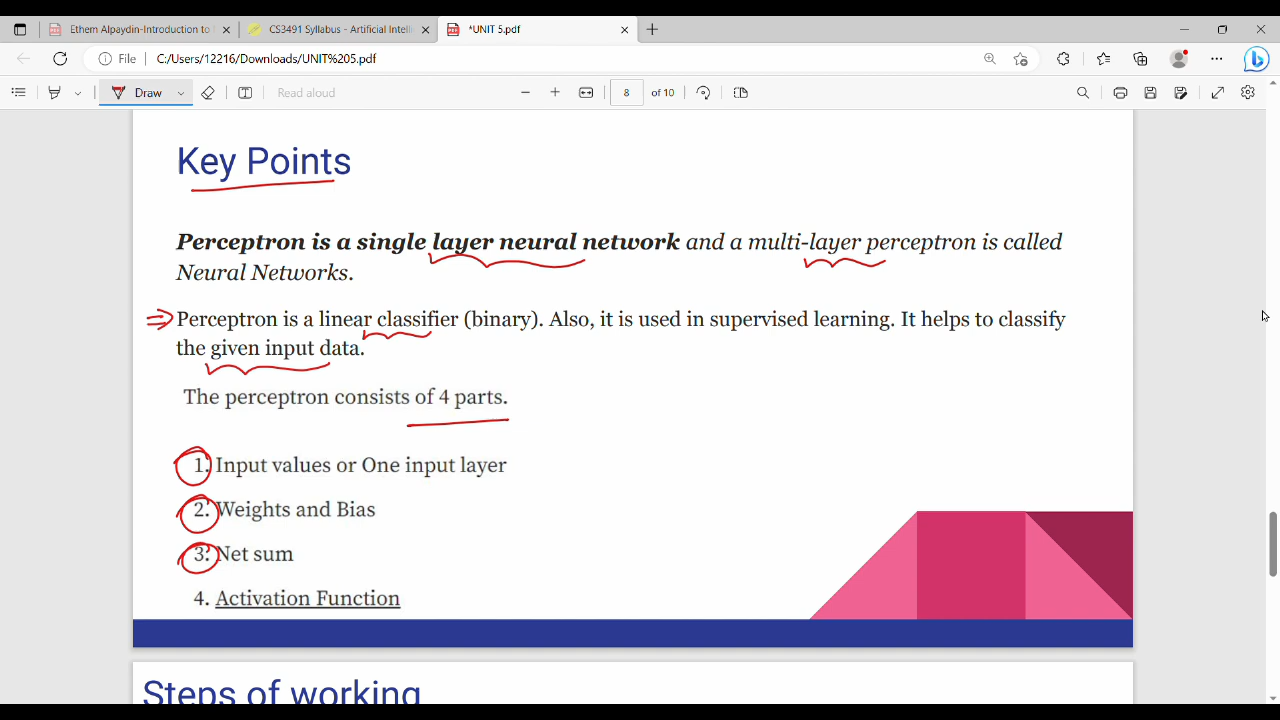 Ethem Alpaydin-Introduction to
CS3491 Syllabus - Artificial Intelli
*UNIT 5.pdf
File
C:/Users/12216/Downloads/UNIT%205.pdf
Draw
Read aloud
8
of 10
Key Points
Perceptron is a single layer neural network and a multi-layer perceptron is called
Neural Networks.
Perceptron is a linear classifier (binary). Also, it is used in supervised learning. It helps to classify
the given input data.
The perceptron consists of 4 parts.
1. Input values or One input layer
2. Weights and Bias
3. Net sum
4. Activation Function
Steps of working